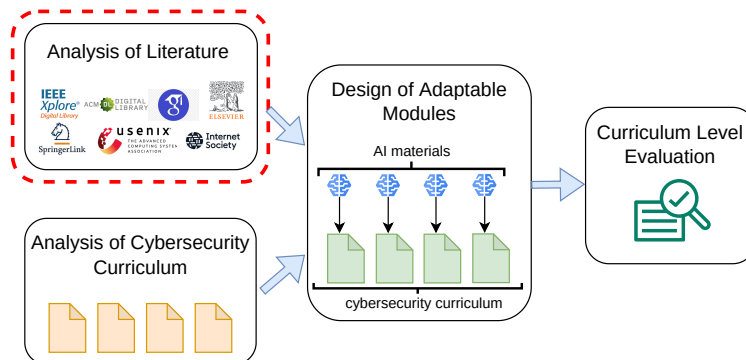 Analysis of Literature
IEEE
Xplore®
Digital Library
ACM DL DIGITAL
LIBRARY
g
ELSEVIER
SpringerLink
usenix
THE ADVANCED
COMPUTING SYSTEMS
ASSOCIATION
Internet
Society
Analysis of Cybersecurity
Curriculum
Design of Adaptable
Modules
AI materials
cybersecurity curriculum
Curriculum Level
Evaluation